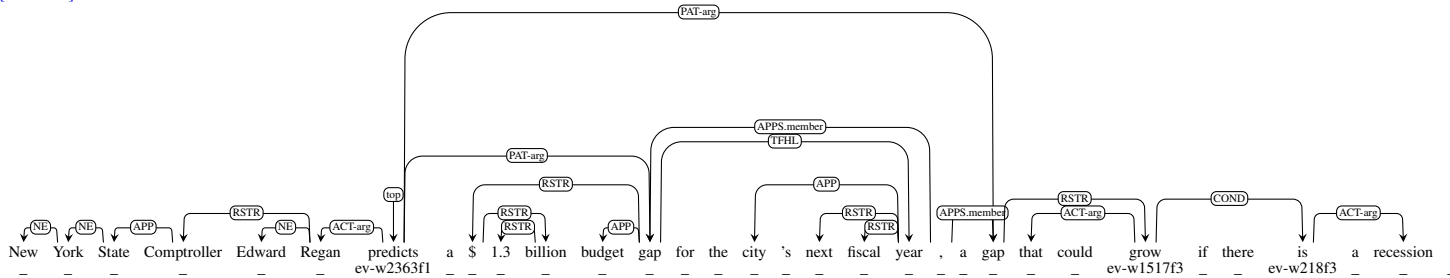 PAT-arg
APPS.member
TFHL
PAT-arg
RSTR APP
top RSTR COND
NE NE APP RSTR NE ACT-arg RSTR RSTR APP RSTR RSTR APPS.member ACT-arg ACT-arg
New York State Comptroller Edward Regan predicts a $ 1.3 billion budget gap for the city 's next fiscal year , a gap that could grow if there is a recession
ev-w2363f1 ev-w1517f3 ev-w218f3
_ _ _ _ _ _ _ _ _ _ _ _ _ _ _ _ _ _ _ _ _ _ _ _ _ _ _ _ _ _ _